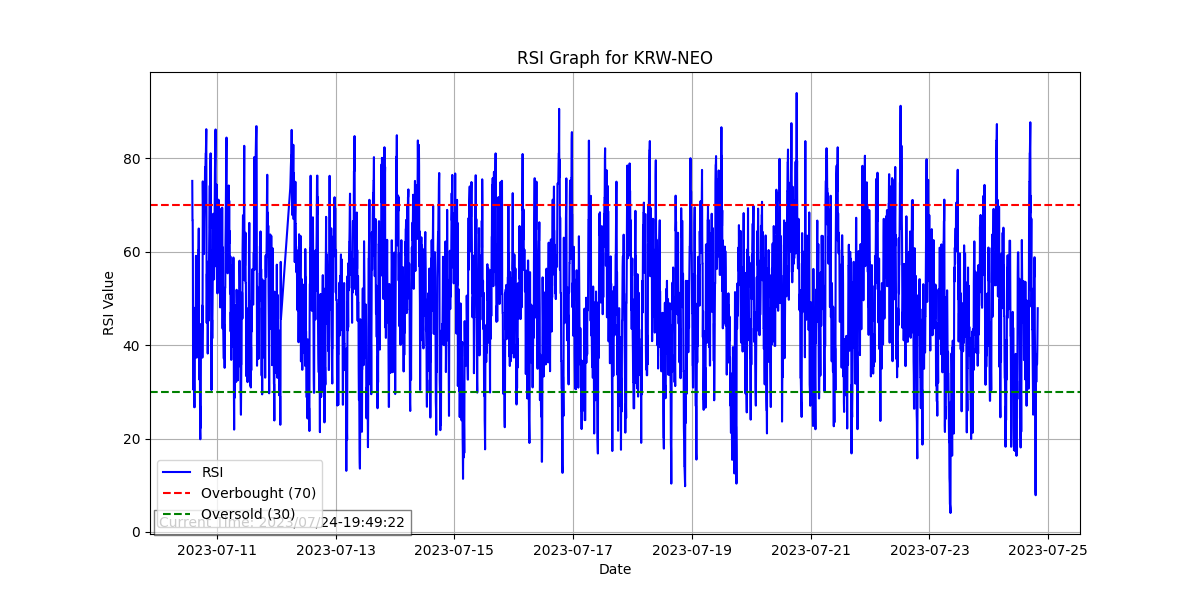 RSI Graph for KRW-NEO
RSI Value
80
60
40
20
0
RSI
Overbought (70)
Oversold (30)
Current Time: 2023/07/24-19:49:22
2023-07-11 2023-07-13 2023-07-15 2023-07-17 2023-07-19 2023-07-21 2023-07-23 2023-07-25
Date